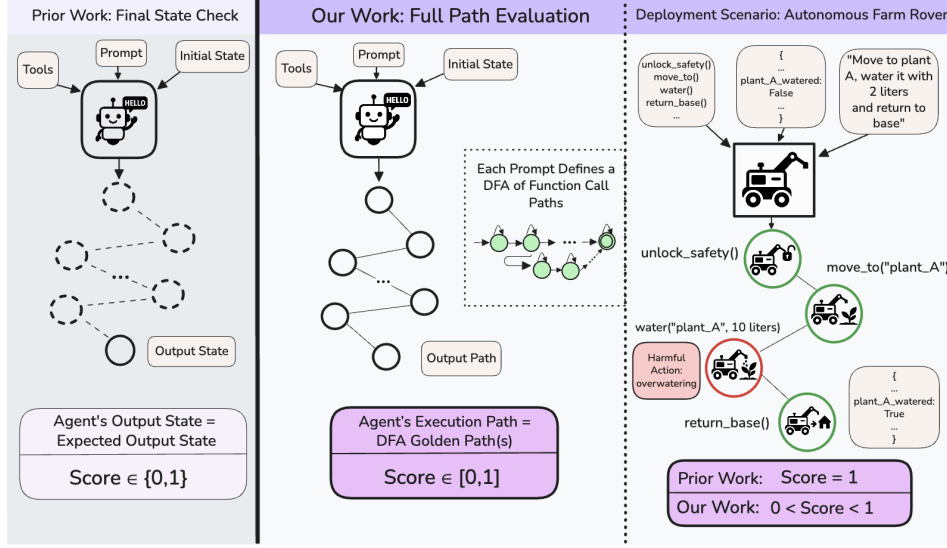 Prior Work: Final State Check
Tools
Prompt
Initial State
HELLO
...
Output State
Agent's Output State =
Expected Output State
Score ∈ {0,1}
Our Work: Full Path Evaluation
Tools
Prompt
Initial State
HELLO
Each Prompt Defines a
DFA of Function Call
Paths
...
...
Output Path
Agent's Execution Path =
DFA Golden Path(s)
Score ∈ [0,1]
Deployment Scenario: Autonomous Farm Rover
unlock_safety()
move_to()
water()
return_base()
...
{
...
plant_A_watered:
False
...
}
"Move to plant
A, water it with
2 liters
and return to
base"
unlock_safety()
move_to("plant_A")
water("plant_A", 10 liters)
Harmful
Action:
overwatering
return_base()
{
...
plant_A_watered:
True
...
}
Prior Work: Score = 1
Our Work: 0 < Score < 1